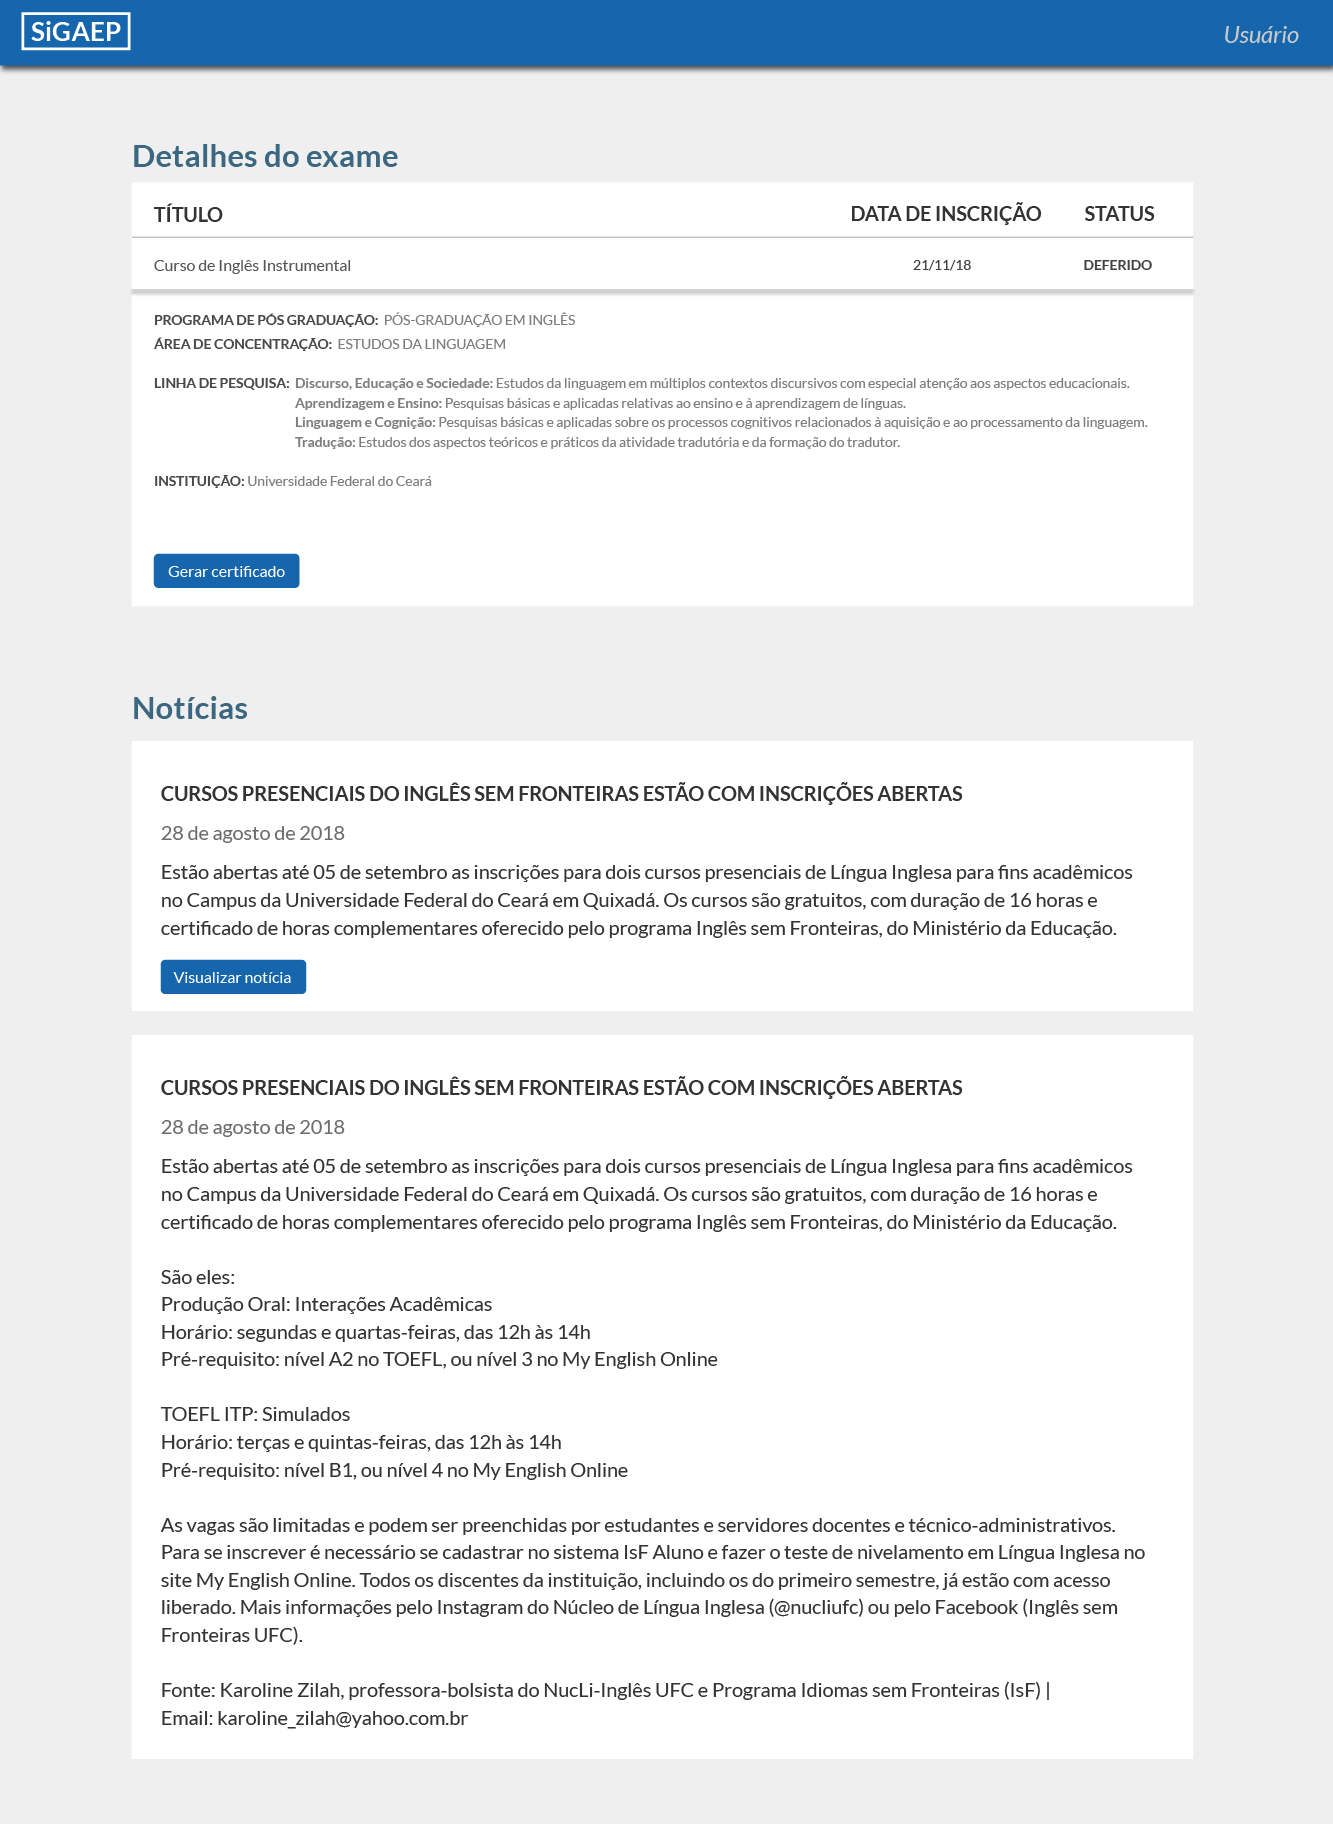 SiGAEP
Usuário
Detalhes do exame
TÍTULO DATA DE INSCRIÇÃO STATUS
Curso de Inglês Instrumental 21/11/18 DEFERIDO
PROGRAMA DE PÓS GRADUAÇÃO: PÓS-GRADUAÇÃO EM INGLÊS
ÁREA DE CONCENTRAÇÃO: ESTUDOS DA LINGUAGEM
LINHA DE PESQUISA: Discurso, Educação e Sociedade: Estudos da linguagem em múltiplos contextos discursivos com especial atenção aos aspectos educacionais.
Aprendizagem e Ensino: Pesquisas básicas e aplicadas relativas ao ensino e à aprendizagem de línguas.
Linguagem e Cognição: Pesquisas básicas e aplicadas sobre os processos cognitivos relacionados à aquisição e ao processamento da linguagem.
Tradução: Estudos dos aspectos teóricos e práticos da atividade tradutória e da formação do tradutor.
INSTITUIÇÃO: Universidade Federal do Ceará
Gerar certificado
Notícias
CURSOS PRESENCIAIS DO INGLÊS SEM FRONTEIRAS ESTÃO COM INSCRIÇÕES ABERTAS
28 de agosto de 2018
Estão abertas até 05 de setembro as inscrições para dois cursos presenciais de Língua Inglesa para fins acadêmicos
no Campus da Universidade Federal do Ceará em Quixadá. Os cursos são gratuitos, com duração de 16 horas e
certificado de horas complementares oferecido pelo programa Inglês sem Fronteiras, do Ministério da Educação.
Visualizar notícia
CURSOS PRESENCIAIS DO INGLÊS SEM FRONTEIRAS ESTÃO COM INSCRIÇÕES ABERTAS
28 de agosto de 2018
Estão abertas até 05 de setembro as inscrições para dois cursos presenciais de Língua Inglesa para fins acadêmicos
no Campus da Universidade Federal do Ceará em Quixadá. Os cursos são gratuitos, com duração de 16 horas e
certificado de horas complementares oferecido pelo programa Inglês sem Fronteiras, do Ministério da Educação.
São eles:
Produção Oral: Interações Acadêmicas
Horário: segundas e quartas-feiras, das 12h às 14h
Pré-requisito: nível A2 no TOEFL, ou nível 3 no My English Online
TOEFL ITP: Simulados
Horário: terças e quintas-feiras, das 12h às 14h
Pré-requisito: nível B1, ou nível 4 no My English Online
As vagas são limitadas e podem ser preenchidas por estudantes e servidores docentes e técnico-administrativos.
Para se inscrever é necessário se cadastrar no sistema IsF Aluno e fazer o teste de nivelamento em Língua Inglesa no
site My English Online. Todos os discentes da instituição, incluindo os do primeiro semestre, já estão com acesso
liberado. Mais informações pelo Instagram do Núcleo de Língua Inglesa (@nucliufc) ou pelo Facebook (Inglês sem
Fronteiras UFC).
Fonte: Karoline Zilah, professora-bolsista do NucLi-Inglês UFC e Programa Idiomas sem Fronteiras (IsF) |
Email: karoline_zilah@yahoo.com.br